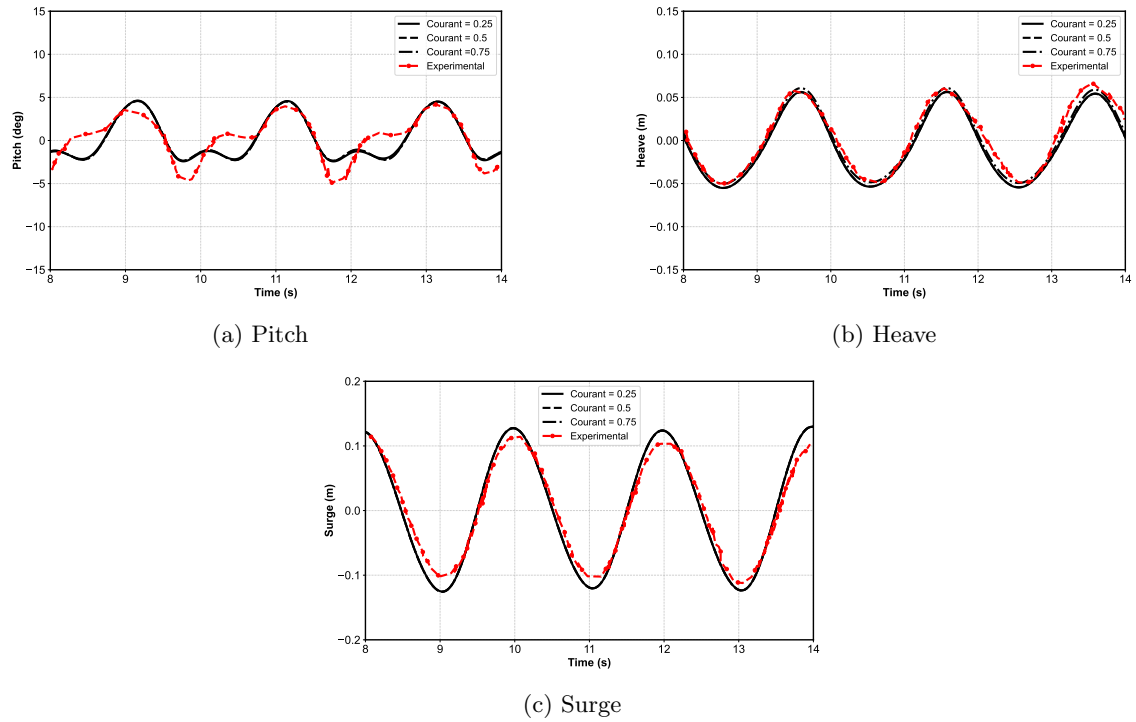 15
10
5
0
−5
−10
−15
Pitch (deg)
8
9
10
11
12
13
14
Time (s)
Courant = 0.25
Courant = 0.5
Courant =0.75
Experimental
(a) Pitch
0.15
0.10
0.05
0.00
−0.05
−0.10
−0.15
Heave (m)
8
9
10
11
12
13
14
Time (s)
Courant = 0.25
Courant = 0.5
Courant = 0.75
Experimental
(b) Heave
0.2
0.1
0.0
−0.1
−0.2
Surge (m)
8
9
10
11
12
13
14
Time (s)
Courant = 0.25
Courant = 0.5
Courant = 0.75
Experimental
(c) Surge